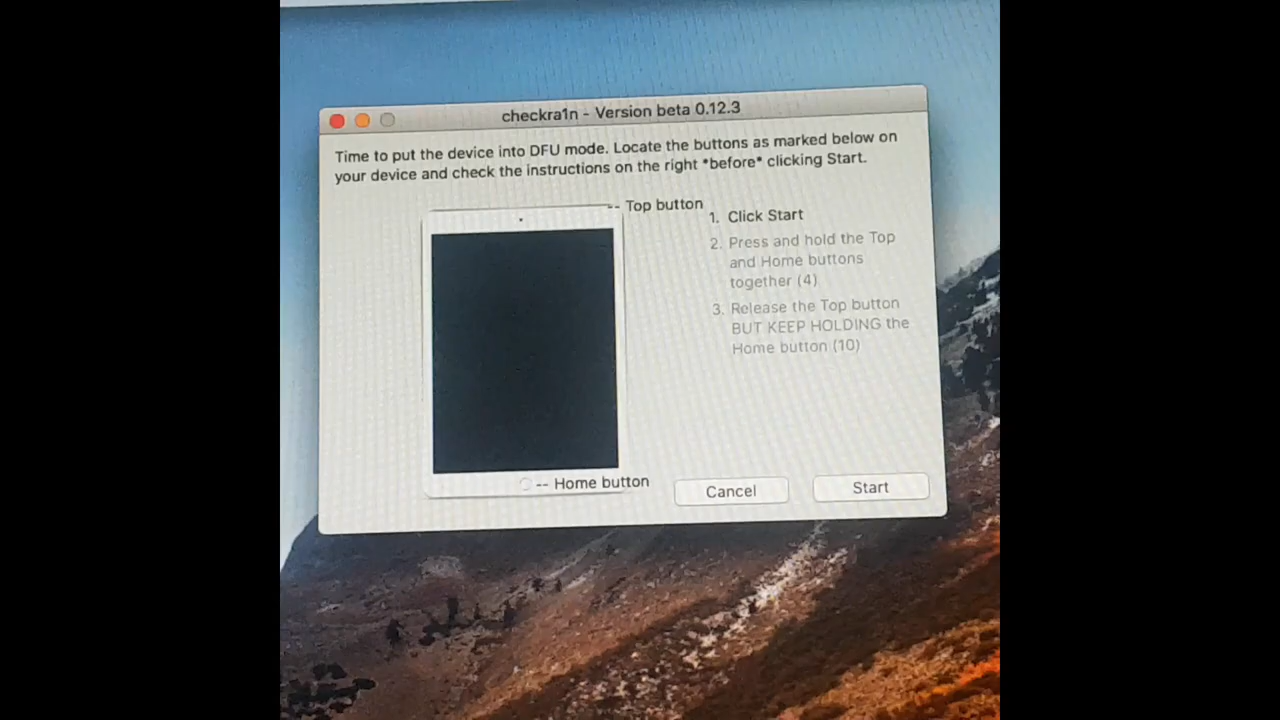 checkra1n - Version beta 0.12.3
Time to put the device into DFU mode. Locate the buttons as marked below on
your device and check the instructions on the right *before* clicking Start.
-- Top button
1. Click Start
2. Press and hold the Top
and Home buttons
together (4)
3. Release the Top button
BUT KEEP HOLDING the
Home button (10)
-- Home button
Cancel
Start